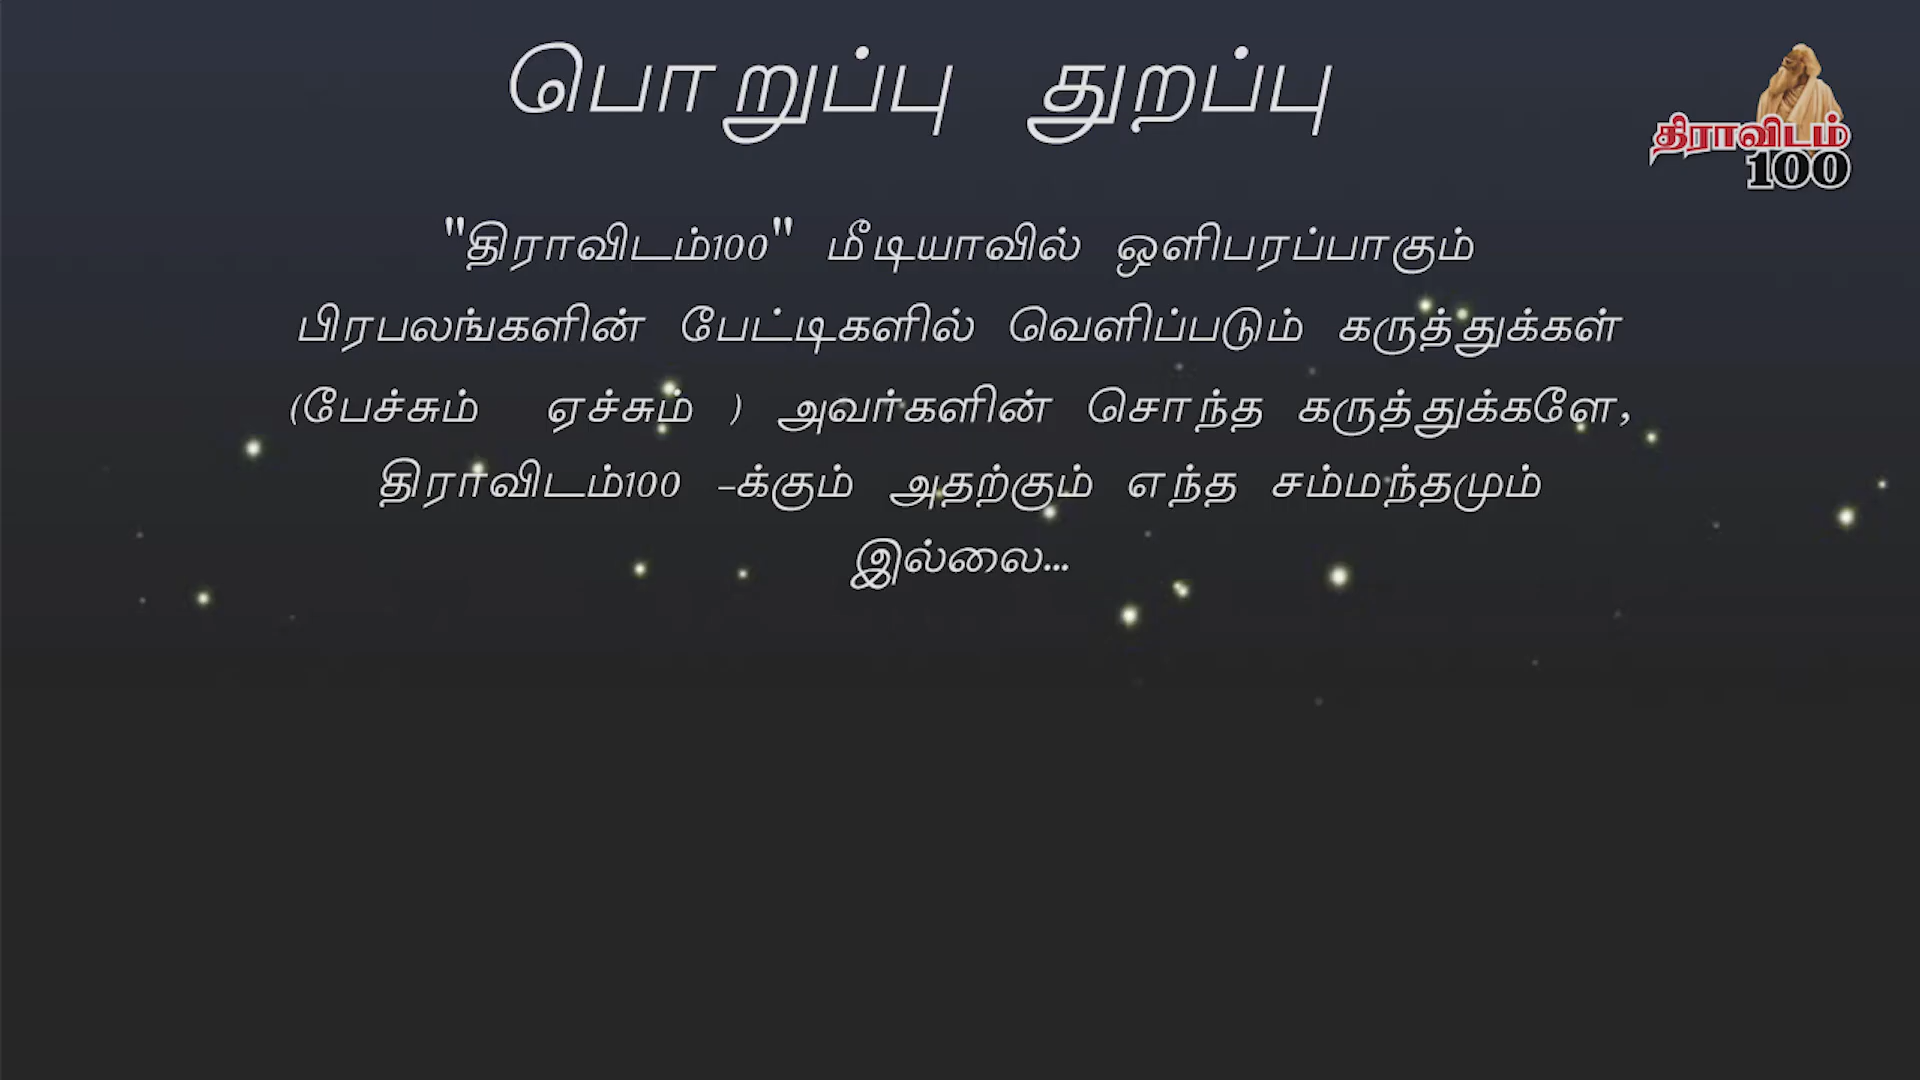 பொறுப்பு துறப்பு
திராவிடம்
100
"திராவிடம்100" மீடியாவில் ஒளிபரப்பாகும்
பிரபலங்களின் பேட்டிகளில் வெளிப்படும் கருத்துக்கள்
(பேச்சும் ஏச்சும் ) அவர்களின் சொந்த கருத்துக்களே,
திரா்விடம்100 -க்கும் அதற்கும் எந்த சம்மந்தமும்
இல்லை...